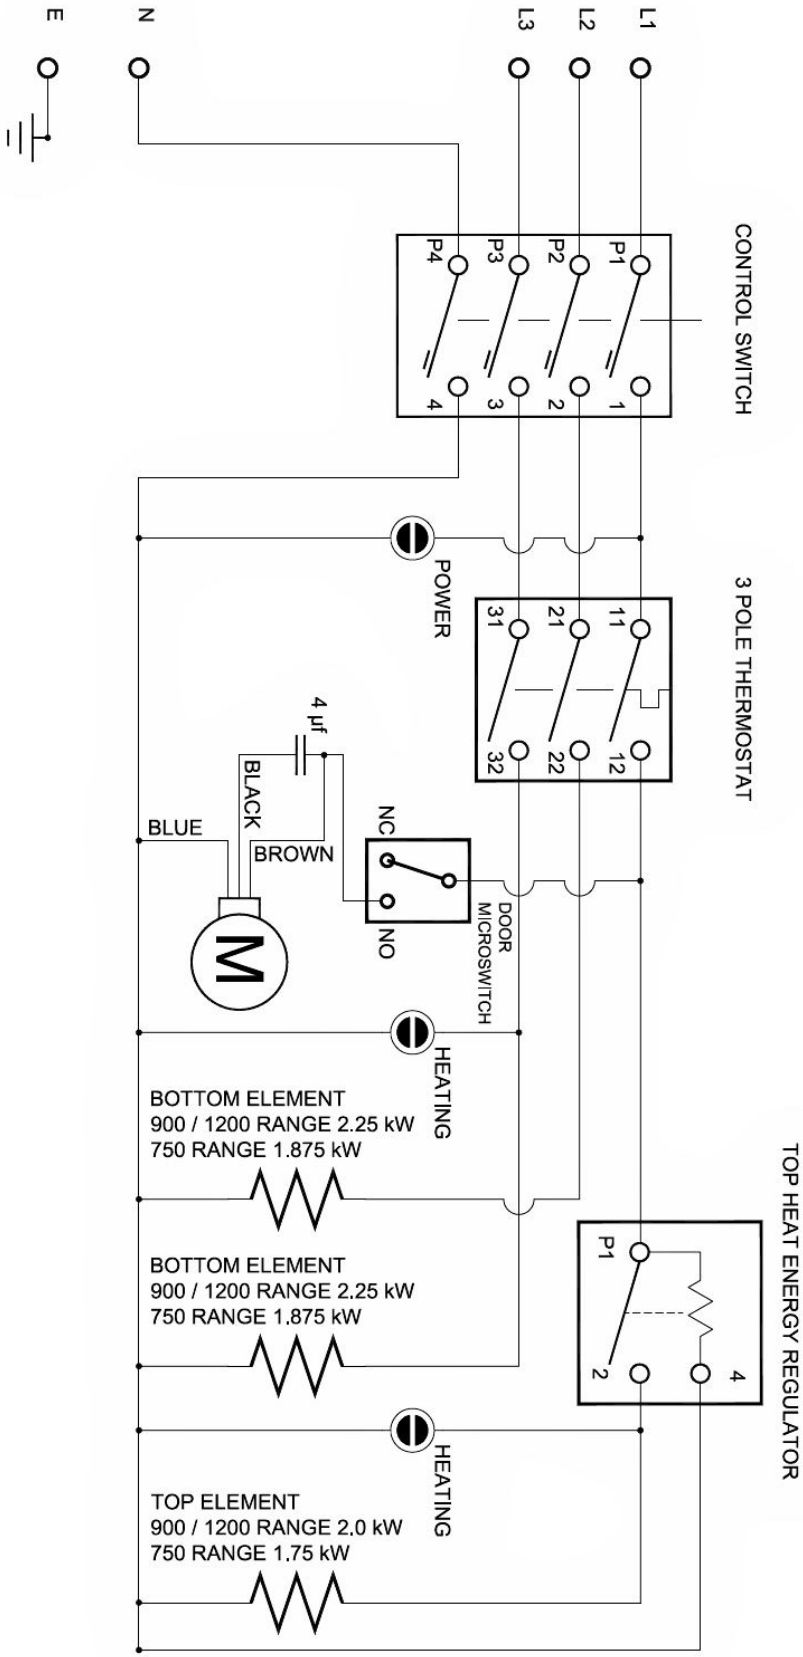 E
N
L3
L2
L1
CONTROL SWITCH
P4
P3
P2
P1
4
3
2
1
POWER
3 POLE THERMOSTAT
31
21
11
32
22
12
4 µf
BLACK
BLUE
BROWN
NC
NO
DOOR
MICROSWITCH
M
HEATING
BOTTOM ELEMENT
900 / 1200 RANGE 2.25 kW
750 RANGE 1.875 kW
TOP HEAT ENERGY REGULATOR
P1
2
4
BOTTOM ELEMENT
900 / 1200 RANGE 2.25 kW
750 RANGE 1.875 kW
HEATING
TOP ELEMENT
900 / 1200 RANGE 2.0 kW
750 RANGE 1.75 kW